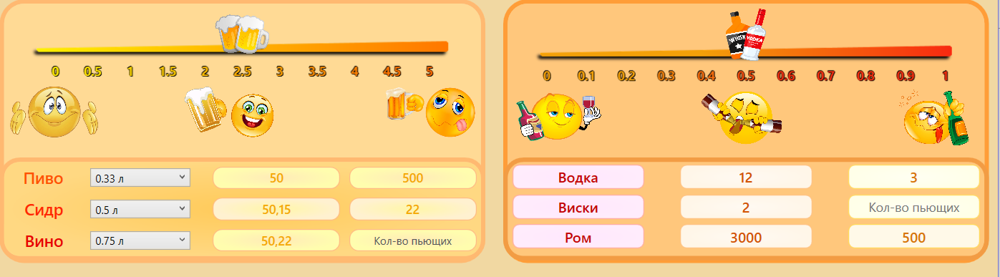 WHISK VODKA
0 0.5 1 1.5 2 2.5 3 3.5 4 4.5 5
0 0.1 0.2 0.3 0.4 0.5 0.6 0.7 0.8 0.9 1
Пиво 0.33 л 50 500
Сидр 0.5 л 50,15 22
Вино 0.75 л 50,22 Кол-во пьющих
Водка 12 3
Виски 2 Кол-во пьющих
Ром 3000 500